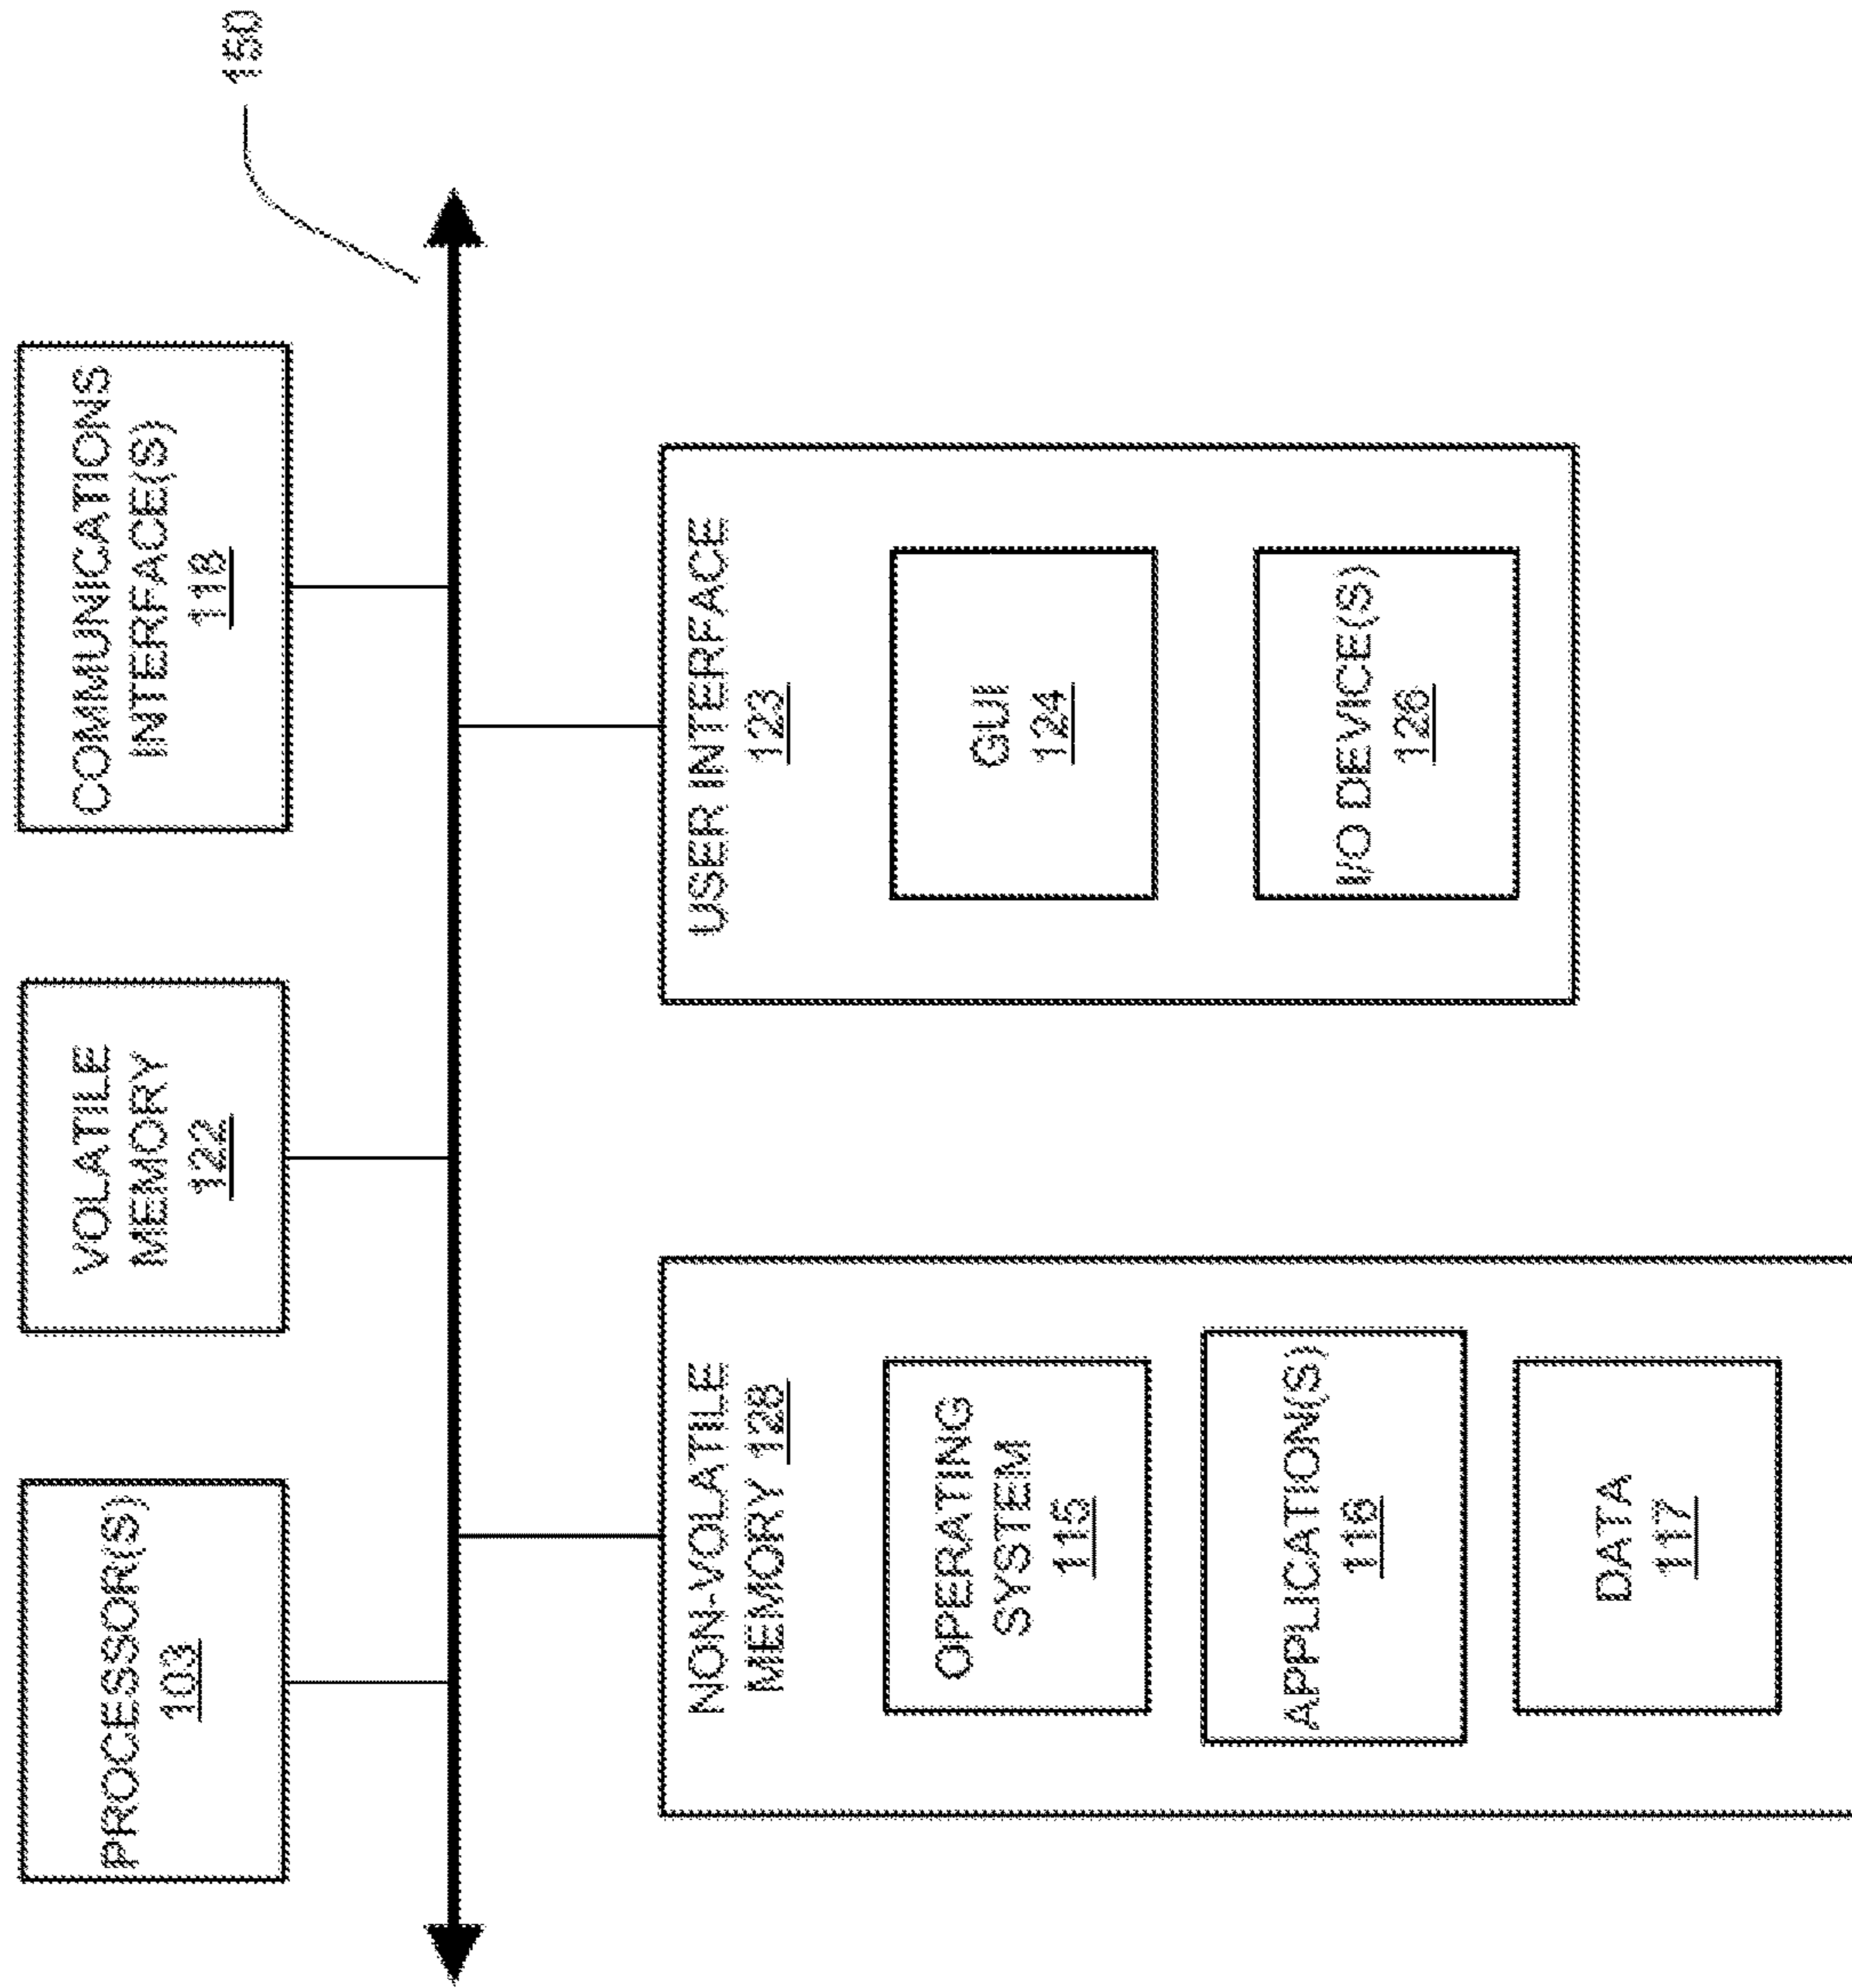 PROCESSOR(S)
103
VOLATILE
MEMORY
122
COMMUNICATIONS
INTERFACE(S)
118
150
NON-VOLATILE
MEMORY 128
OPERATING
SYSTEM
115
APPLICATION(S)
116
DATA
117
USER INTERFACE
123
GUI
124
I/O DEVICE(S)
126